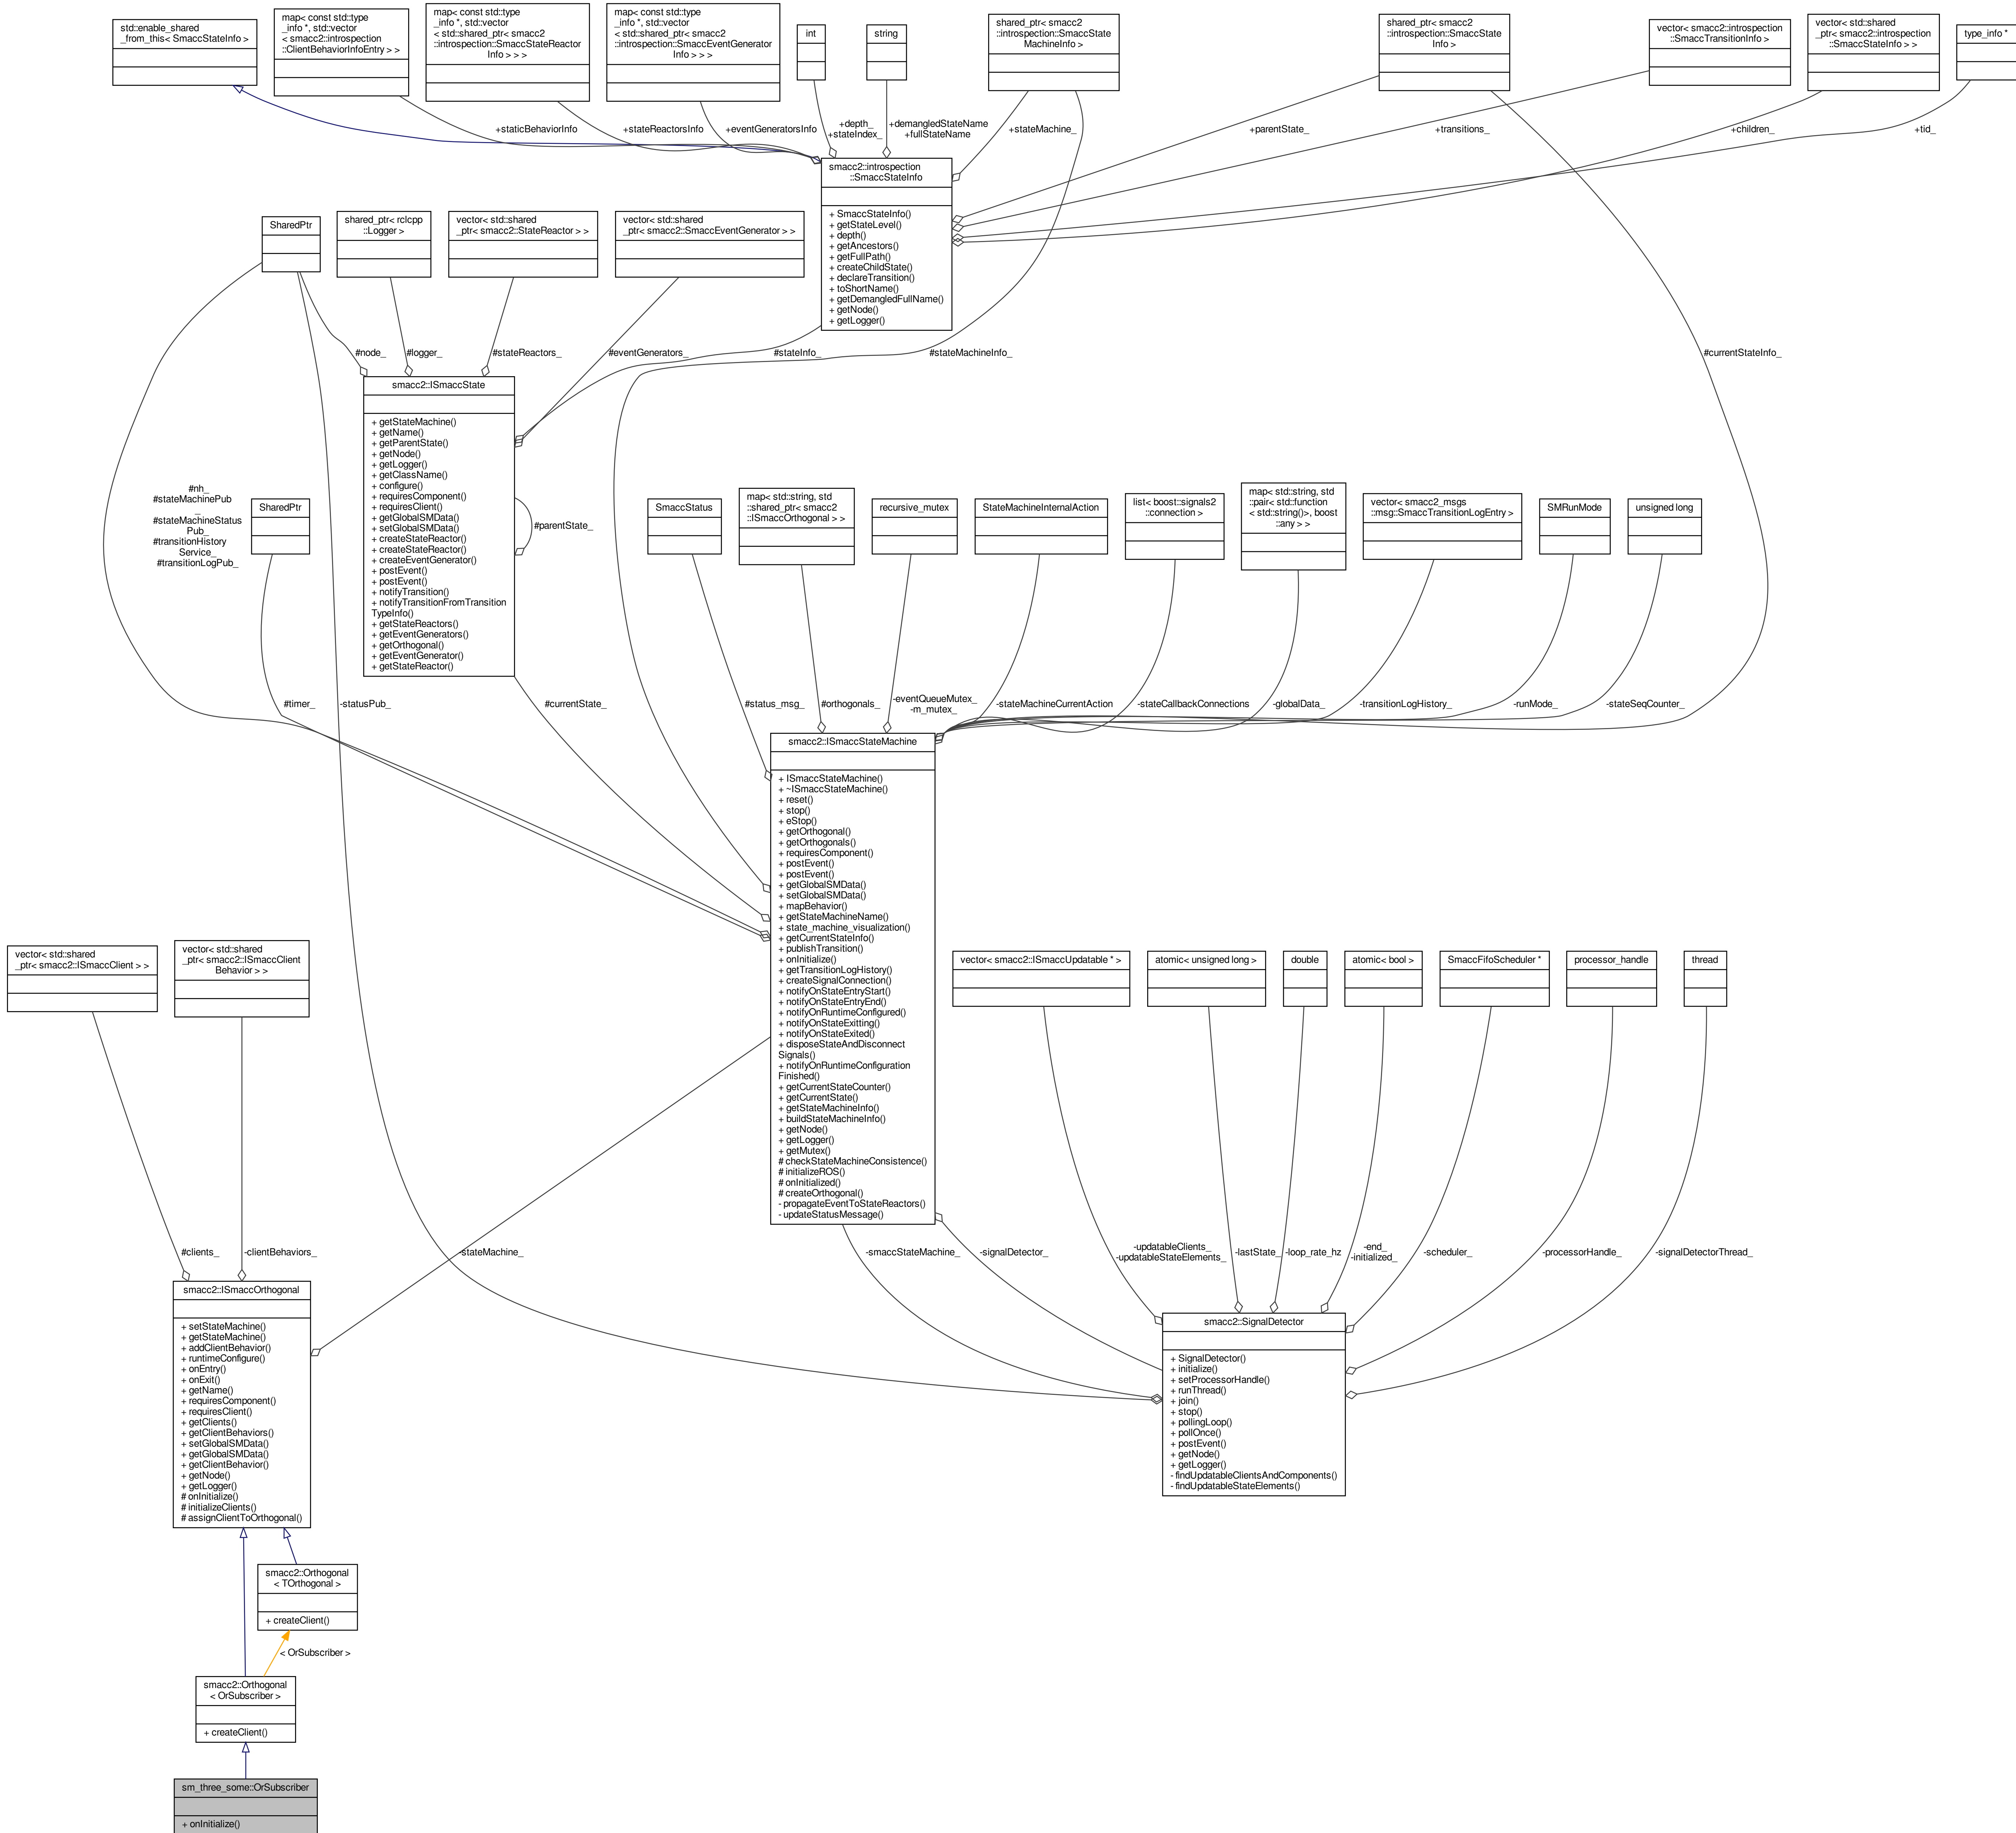 std::enable_shared
_from_this< SmaccStateInfo >
map< const std::type
_info *, std::vector
< smacc2::introspection
::ClientBehaviorInfoEntry > >
map< const std::type
_info *, std::vector
< std::shared_ptr< smacc2
::introspection::SmaccStateReactor
Info > > >
map< const std::type
_info *, std::vector
< std::shared_ptr< smacc2
::introspection::SmaccEventGenerator
Info > > >
int
string
shared_ptr< smacc2
::introspection::SmaccState
MachineInfo >
shared_ptr< smacc2
::introspection::SmaccState
Info >
vector< smacc2::introspection
::SmaccTransitionInfo >
vector< std::shared
_ptr< smacc2::introspection
::SmaccStateInfo > >
type_info *
+staticBehaviorInfo
+stateReactorsInfo
+eventGeneratorsInfo
+depth_
+stateIndex_
+demangledStateName
+fullStateName
+stateMachine_
+parentState_
+transitions_
+children_
+tid_
smacc2::introspection
::SmaccStateInfo
+ SmaccStateInfo()
+ getStateLevel()
+ depth()
+ getAncestors()
+ getFullPath()
+ createChildState()
+ declareTransition()
+ toShortName()
+ getDemangledFullName()
+ getNode()
+ getLogger()
SharedPtr
shared_ptr< rclcpp
::Logger >
vector< std::shared
_ptr< smacc2::StateReactor > >
vector< std::shared
_ptr< smacc2::SmaccEventGenerator > >
#node_
#logger_
#stateReactors_
#eventGenerators_
#stateInfo_
#stateMachineInfo_
#currentStateInfo_
smacc2::ISmaccState
+ getStateMachine()
+ getName()
+ getParentState()
+ getNode()
+ getLogger()
+ getClassName()
+ configure()
+ requiresComponent()
+ requiresClient()
+ getGlobalSMData()
+ setGlobalSMData()
+ createStateReactor()
+ createStateReactor()
+ createEventGenerator()
+ postEvent()
+ postEvent()
+ notifyTransition()
+ notifyTransitionFromTransition
TypeInfo()
+ getStateReactors()
+ getEventGenerators()
+ getOrthogonal()
+ getEventGenerator()
+ getStateReactor()
#parentState_
#nh_
#stateMachinePub
_
#stateMachineStatus
Pub_
#transitionHistory
Service_
#transitionLogPub_
SharedPtr
SmaccStatus
map< std::string, std
::shared_ptr< smacc2
::ISmaccOrthogonal > >
recursive_mutex
StateMachineInternalAction
list< boost::signals2
::connection >
map< std::string, std
::pair< std::function
< std::string()>, boost
::any > >
vector< smacc2_msgs
::msg::SmaccTransitionLogEntry >
SMRunMode
unsigned long
#timer_
-statusPub_
#currentState_
#status_msg_
#orthogonals_
-eventQueueMutex_
-m_mutex_
-stateMachineCurrentAction
-stateCallbackConnections
-globalData_
-transitionLogHistory_
-runMode_
-stateSeqCounter_
smacc2::ISmaccStateMachine
+ ISmaccStateMachine()
+ ~ISmaccStateMachine()
+ reset()
+ stop()
+ eStop()
+ getOrthogonal()
+ getOrthogonals()
+ requiresComponent()
+ postEvent()
+ postEvent()
+ getGlobalSMData()
+ setGlobalSMData()
+ mapBehavior()
+ getStateMachineName()
+ state_machine_visualization()
+ getCurrentStateInfo()
+ publishTransition()
+ onInitialize()
+ getTransitionLogHistory()
+ createSignalConnection()
+ notifyOnStateEntryStart()
+ notifyOnStateEntryEnd()
+ notifyOnRuntimeConfigured()
+ notifyOnStateExitting()
+ notifyOnStateExited()
+ disposeStateAndDisconnect
Signals()
+ notifyOnRuntimeConfiguration
Finished()
+ getCurrentStateCounter()
+ getCurrentState()
+ getStateMachineInfo()
+ buildStateMachineInfo()
+ getNode()
+ getLogger()
+ getMutex()
# checkStateMachineConsistence()
# initializeROS()
# onInitialized()
# createOrthogonal()
- propagateEventToStateReactors()
- updateStatusMessage()
vector< std::shared
_ptr< smacc2::ISmaccClient > >
vector< std::shared
_ptr< smacc2::ISmaccClient
Behavior > >
vector< smacc2::ISmaccUpdatable * >
atomic< unsigned long >
double
atomic< bool >
SmaccFifoScheduler *
processor_handle
thread
#clients_
-clientBehaviors_
-stateMachine_
-smaccStateMachine_
-signalDetector_
-updatableClients_
-updatableStateElements_
-lastState_
-loop_rate_hz
-end_
-initialized_
-scheduler_
-processorHandle_
-signalDetectorThread_
smacc2::ISmaccOrthogonal
+ setStateMachine()
+ getStateMachine()
+ addClientBehavior()
+ runtimeConfigure()
+ onEntry()
+ onExit()
+ getName()
+ requiresComponent()
+ requiresClient()
+ getClients()
+ getClientBehaviors()
+ setGlobalSMData()
+ getGlobalSMData()
+ getClientBehavior()
+ getNode()
+ getLogger()
# onInitialize()
# initializeClients()
# assignClientToOrthogonal()
smacc2::SignalDetector
+ SignalDetector()
+ initialize()
+ setProcessorHandle()
+ runThread()
+ join()
+ stop()
+ pollingLoop()
+ pollOnce()
+ postEvent()
+ getNode()
+ getLogger()
- findUpdatableClientsAndComponents()
- findUpdatableStateElements()
smacc2::Orthogonal
< TOrthogonal >
+ createClient()
< OrSubscriber >
smacc2::Orthogonal
< OrSubscriber >
+ createClient()
sm_three_some::OrSubscriber
+ onInitialize()